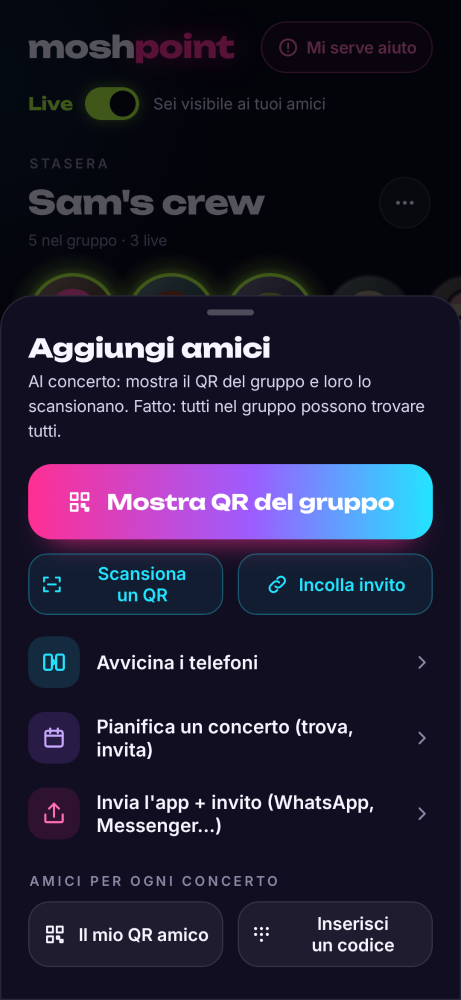 moshpoint
Mi serve aiuto
Live
Sei visibile ai tuoi amici
STASERA
Sam's crew
5 nel gruppo · 3 live
Aggiungi amici
Al concerto: mostra il QR del gruppo e loro lo
scansionano. Fatto: tutti nel gruppo possono trovare
tutti.
Mostra QR del gruppo
Scansiona
un QR
Incolla invito
Avvicina i telefoni
Pianifica un concerto (trova,
invita)
Invia l'app + invito (WhatsApp,
Messenger...)
AMICI PER OGNI CONCERTO
Il mio QR amico
Inserisci
un codice